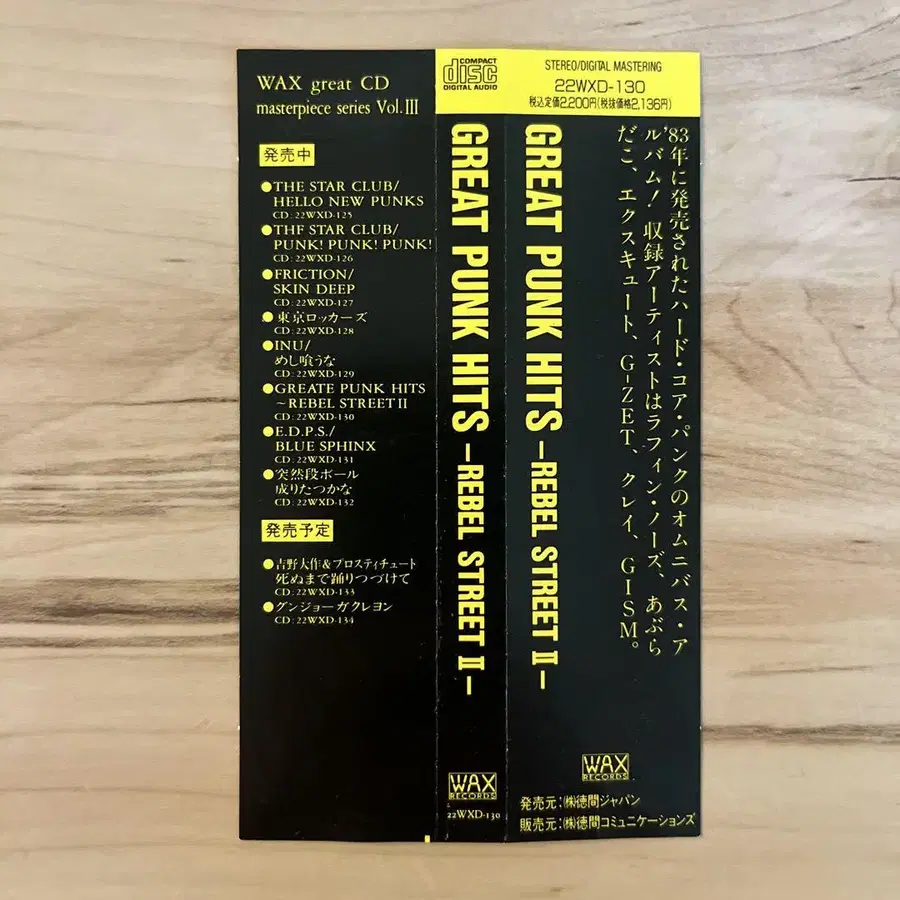 WAX great CD
masterpiece series Vol.III
発売中
●THE STAR CLUB/
HELLO NEW PUNKS
CD: 22WXD-125
●THE STAR CLUB/
PUNK! PUNK! PUNK!
CD: 22WXD-126
●FRICTION/
SKIN DEEP
CD: 22WXD-127
●東京ロッカーズ
CD: 22WXD-128
●INU/
めし喰うな
CD: 22WXD-129
●GREATE PUNK HITS
～REBEL STREET II
CD: 22WXD-130
●E.D.P.S./
BLUE SPHINX
CD: 22WXD-131
●突然段ボール
成りたつかな
CD: 22WXD-132
発売予定
●吉野大作&プロスティチュート
死ぬまで踊りつづけて
CD: 22WXD-133
●グンジョーガクレヨン
CD: 22WXD-134
COMPACT
disc
DIGITAL AUDIO
GREAT PUNK HITS –REBEL STREET II–
WAX
RECORDS
22WXD-130
STEREO/DIGITAL MASTERING
22WXD-130
税込定価2,200円(税抜価格2,136円)
GREAT PUNK HITS –REBEL STREET II–
'83年に発売されたハード・コア・パンクのオムニバス・ア
ルバム! 収録アーティストはラフィン・ノーズ、あぶら
だこ、エクスキュート、G-ZET、クレイ、GISM。
WAX
RECORDS
発売元:㈱徳間ジャパン
販売元:㈱徳間コミュニケーションズ